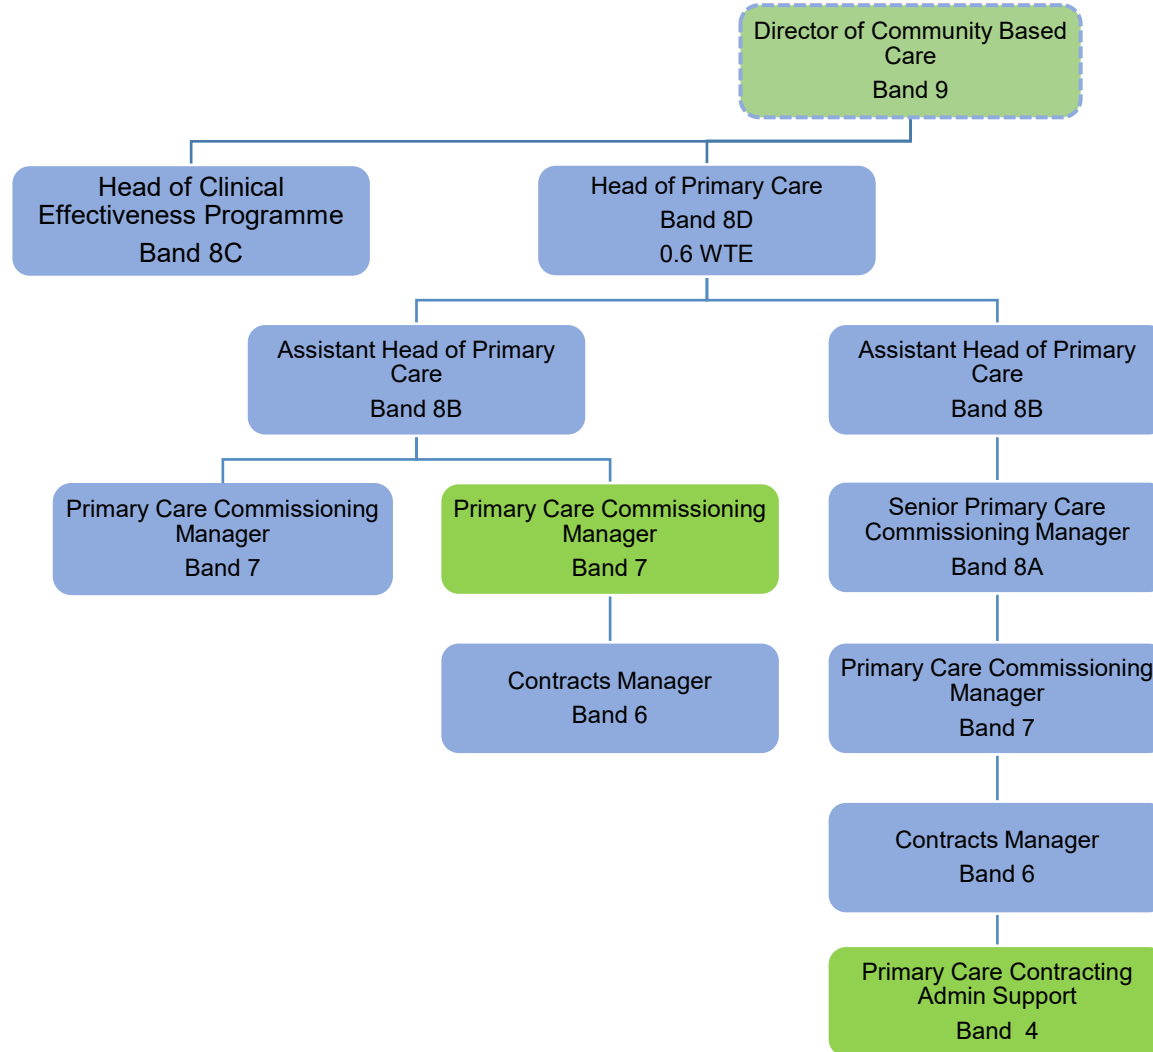 Director of Community Based
Care
Band 9
Head of Clinical
Effectiveness Programme
Band 8C
Head of Primary Care
Band 8D
0.6 WTE
Assistant Head of Primary
Care
Band 8B
Assistant Head of Primary
Care
Band 8B
Primary Care Commissioning
Manager
Band 7
Primary Care Commissioning
Manager
Band 7
Senior Primary Care
Commissioning Manager
Band 8A
Contracts Manager
Band 6
Primary Care Commissioning
Manager
Band 7
Contracts Manager
Band 6
Primary Care Contracting
Admin Support
Band 4